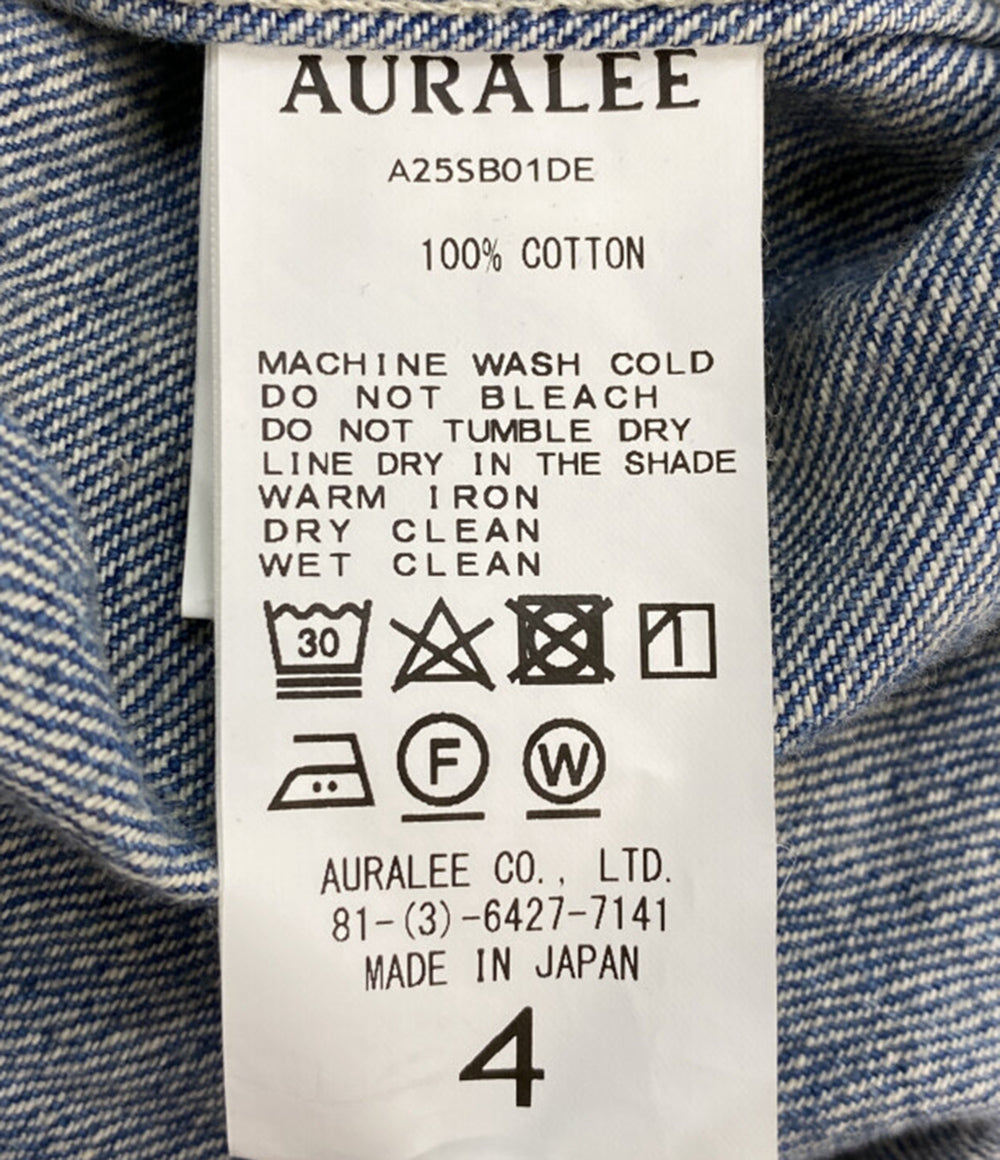 AURALEE
A25SB01DE
100% COTTON
MACHINE WASH COLD
DO NOT BLEACH
DO NOT TUMBLE DRY
LINE DRY IN THE SHADE
WARM IRON
DRY CLEAN
WET CLEAN
30
F W
AURALEE CO., LTD.
81-(3)-6427-7141
MADE IN JAPAN
4